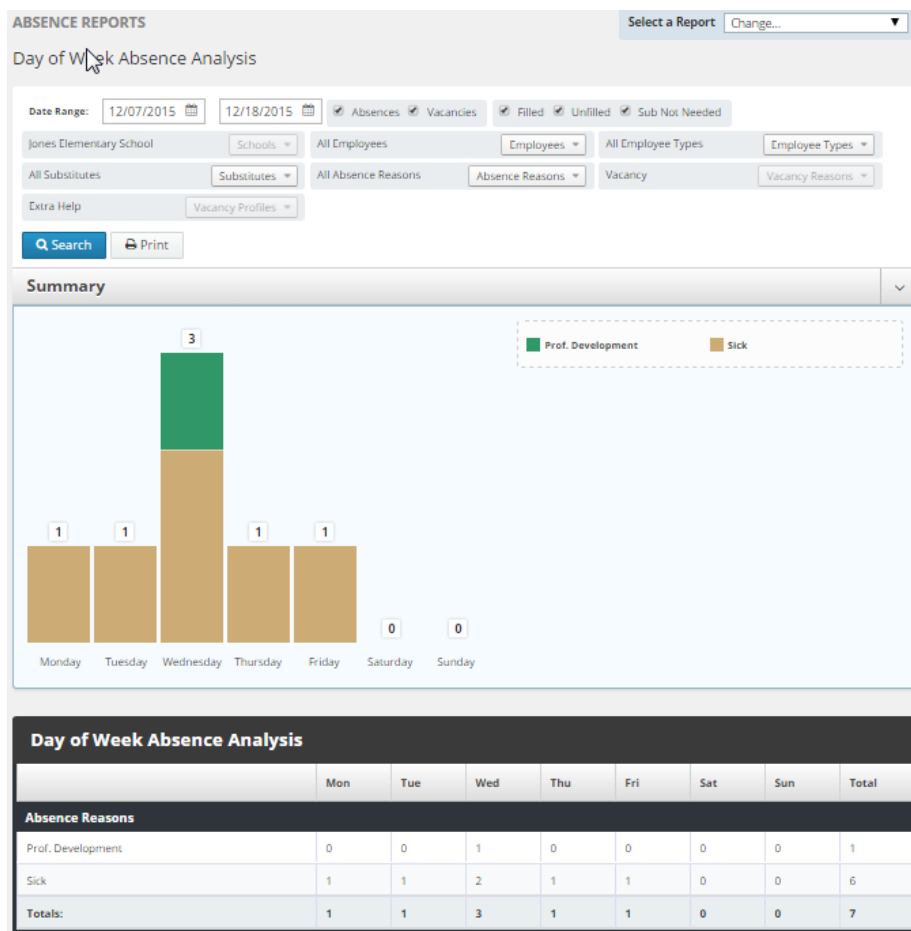 ABSENCE REPORTS
Select a Report Change...
Day of Week Absence Analysis
Date Range: 12/07/2015 12/18/2015 Absences Vacancies Filled Unfilled Sub Not Needed
Jones Elementary School Schools All Employees Employees All Employee Types Employee Types
All Substitutes Substitutes All Absence Reasons Absence Reasons Vacancy Vacancy Reasons
Extra Help Vacancy Profiles
Search Print
Summary
3
Prof. Development Sick
1 1 1 1
0 0
Monday Tuesday Wednesday Thursday Friday Saturday Sunday
Day of Week Absence Analysis
Mon Tue Wed Thu Fri Sat Sun Total
Absence Reasons
Prof. Development 0 0 1 0 0 0 0 1
Sick 1 1 2 1 1 0 0 6
Totals: 1 1 3 1 1 0 0 7